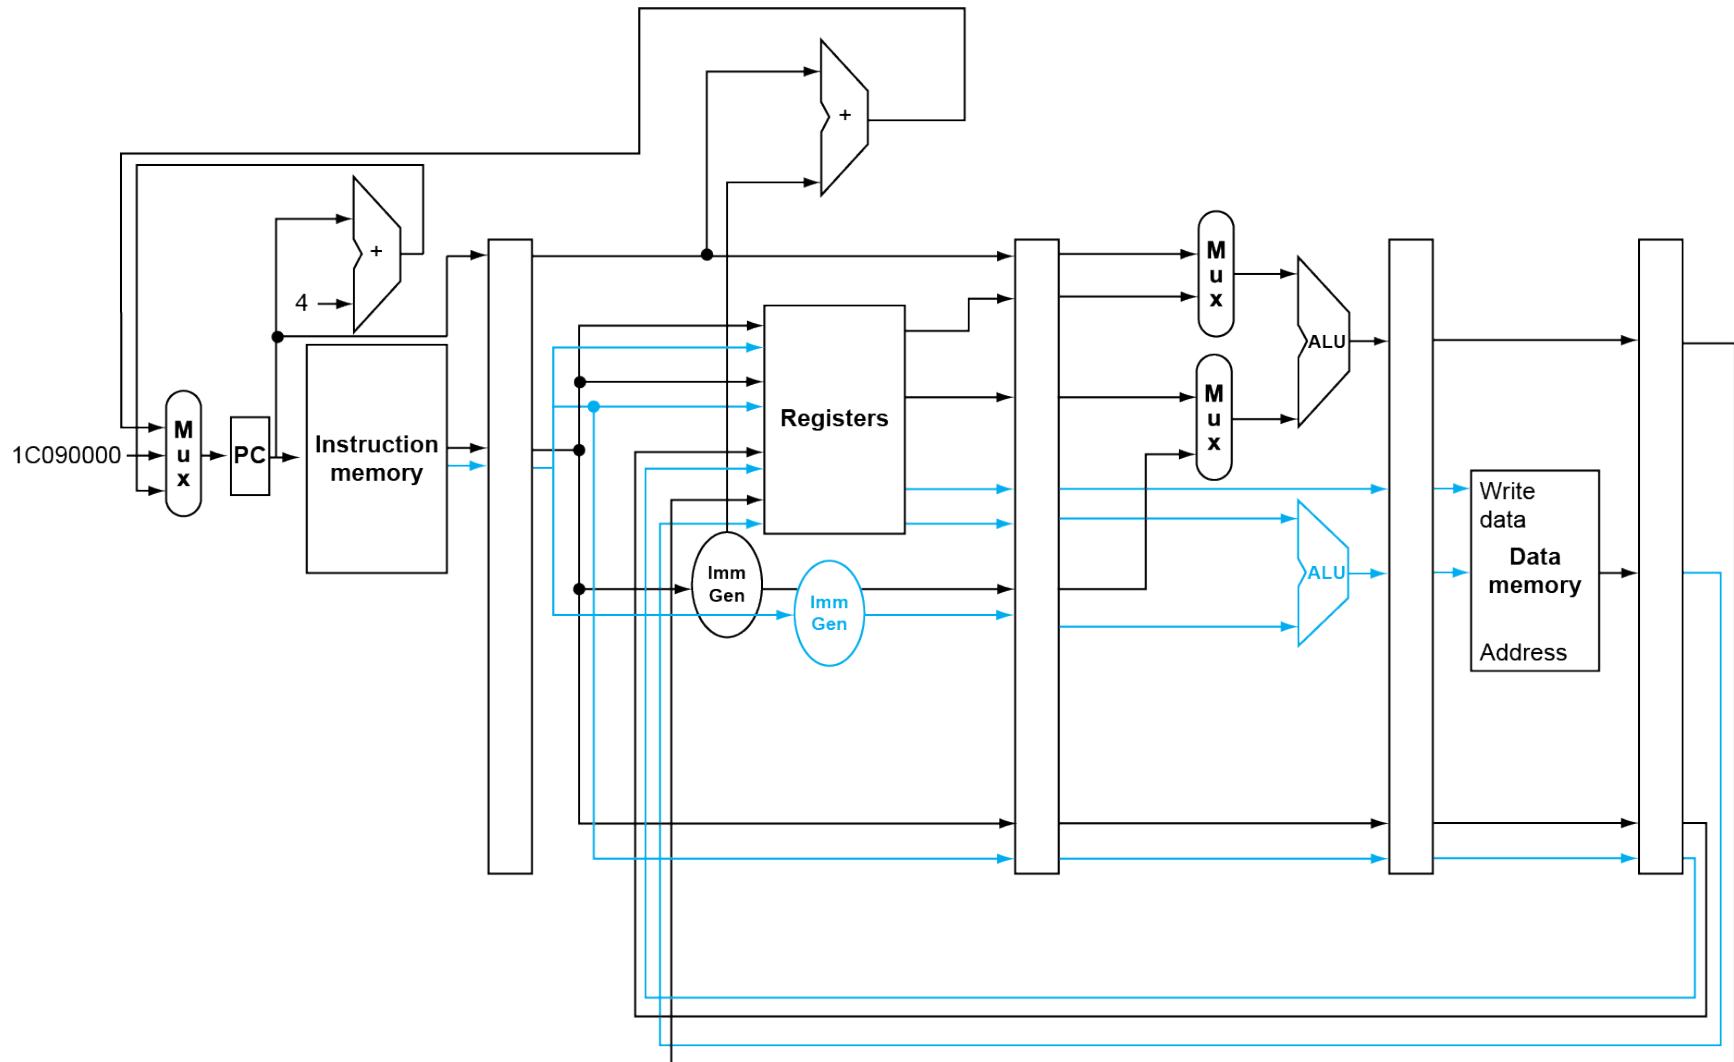 +
+
4
M
u
x
M
u
x
ALU
M
u
x
1C090000
PC
Instruction
memory
Registers
Write
data
Data
memory
Address
Imm
Gen
Imm
Gen
ALU
M
u
x